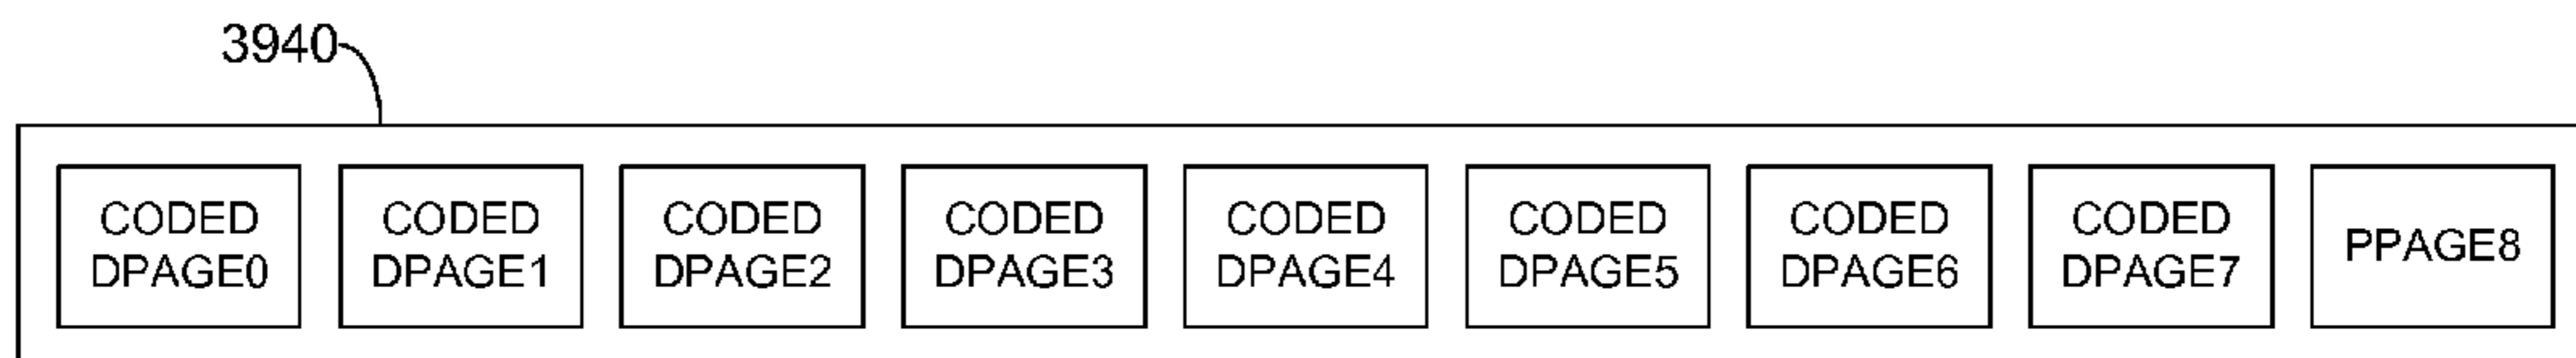 3940
CODED
DPAGE0
CODED
DPAGE1
CODED
DPAGE2
CODED
DPAGE3
CODED
DPAGE4
CODED
DPAGE5
CODED
DPAGE6
CODED
DPAGE7
PPAGE8